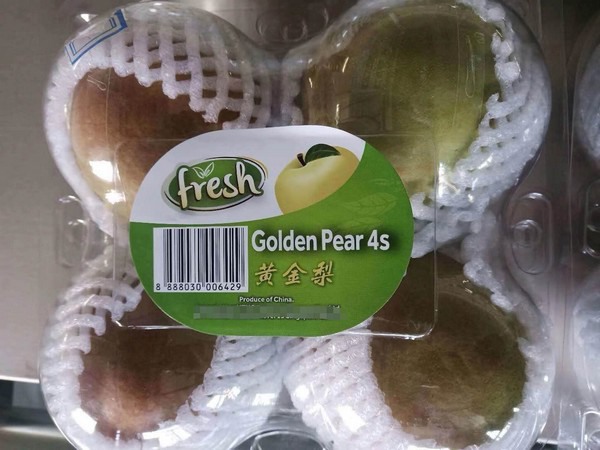 fresh
Golden Pear 4s
黄金梨
8 888030 006429
Produce of China.